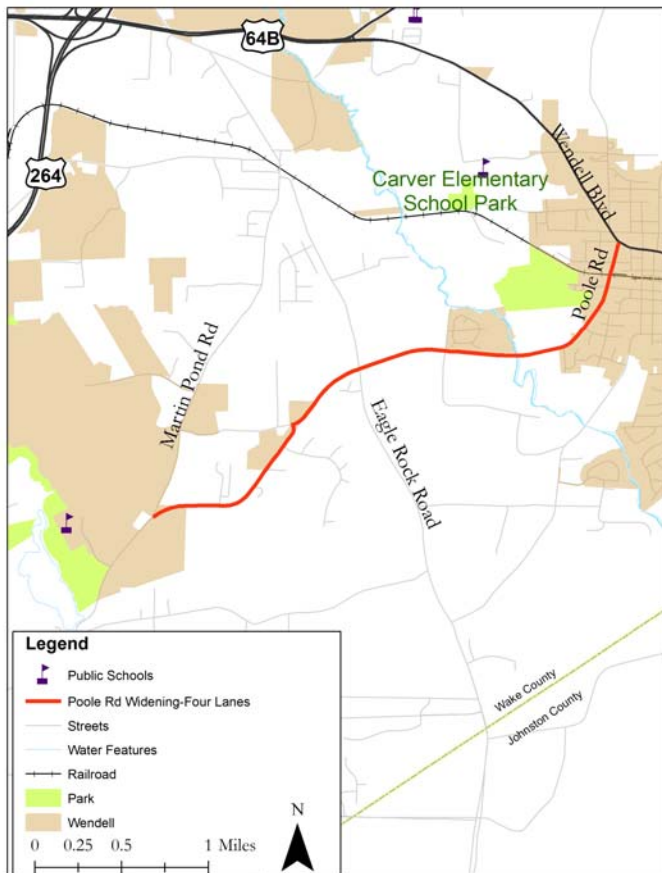 64B
264
Wendell Blvd
Carver Elementary
School Park
Poole Rd
Martin Pond Rd
Eagle Rock Road
Wake County
Johnston County
Legend
Public Schools
Poole Rd Widening-Four Lanes
Streets
Water Features
Railroad
Park
Wendell
N
0 0.25 0.5 1 Miles